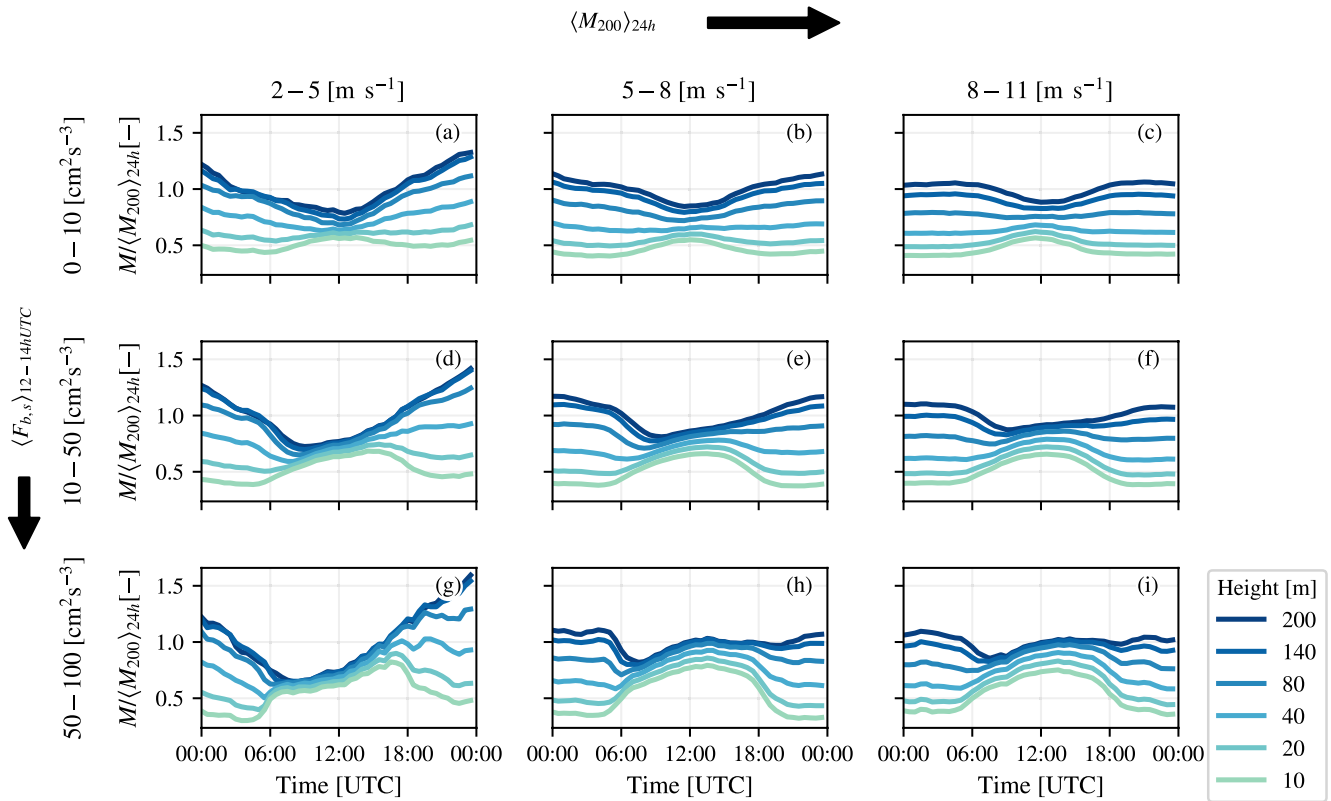 ⟨M₂₀₀⟩₂₄ₕ
2 − 5 [m s⁻¹]
5 − 8 [m s⁻¹]
8 − 11 [m s⁻¹]
⟨F_{b,s}⟩_{12−14hUTC}
0 − 10 [cm²s⁻³]
M/⟨M₂₀₀⟩₂₄ₕ[−]
1.5
1.0
0.5
(a)
(b)
(c)
10 − 50 [cm²s⁻³]
M/⟨M₂₀₀⟩₂₄ₕ[−]
1.5
1.0
0.5
(d)
(e)
(f)
50 − 100 [cm²s⁻³]
M/⟨M₂₀₀⟩₂₄ₕ[−]
1.5
1.0
0.5
(g)
(h)
(i)
00:00 06:00 12:00 18:00 00:00
00:00 06:00 12:00 18:00 00:00
00:00 06:00 12:00 18:00 00:00
Time [UTC]
Time [UTC]
Time [UTC]
Height [m]
200
140
80
40
20
10